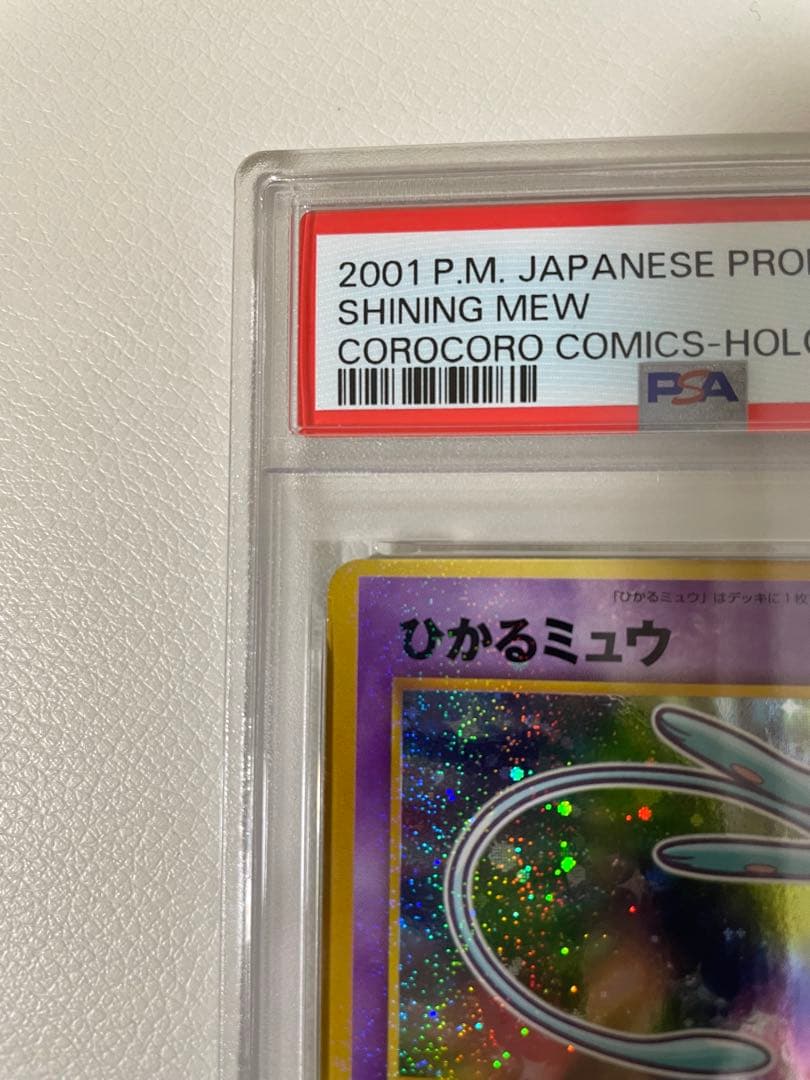 2001 P.M. JAPANESE PRO
SHINING MEW
COROCORO COMICS-HOLO
PSA
「ひかるミュウ」はデッキに1枚
ひかるミュウ